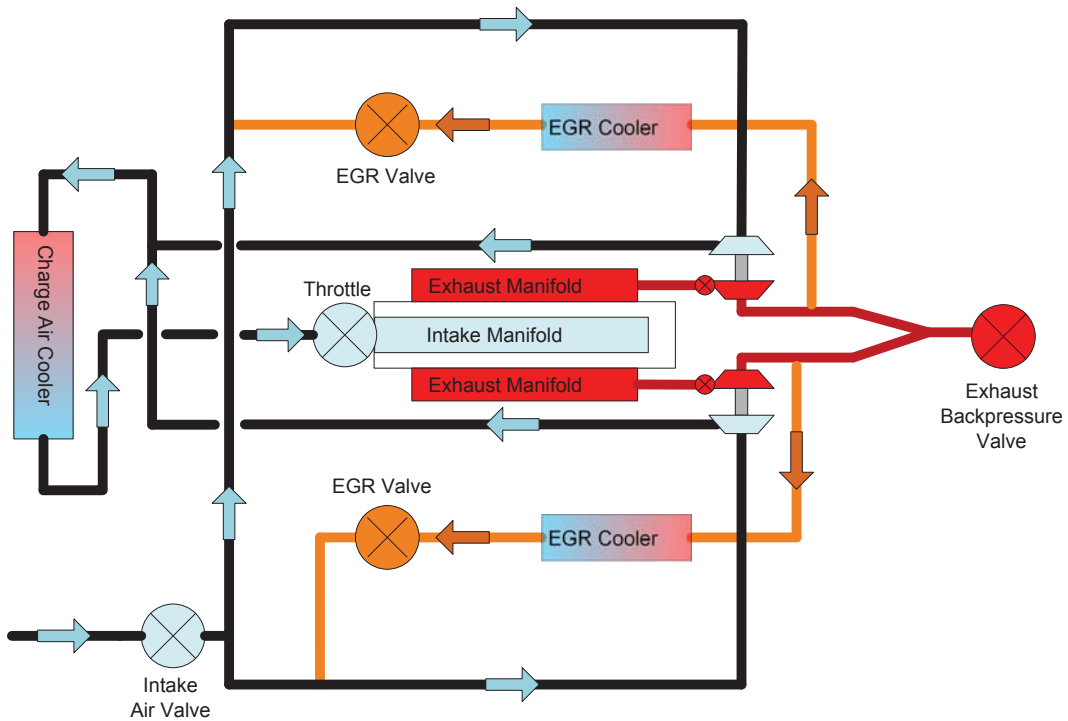 EGR Cooler
EGR Valve
Charge Air Cooler
Throttle
Exhaust Manifold
Intake Manifold
Exhaust Manifold
Exhaust
Backpressure
Valve
EGR Valve
EGR Cooler
Intake
Air Valve